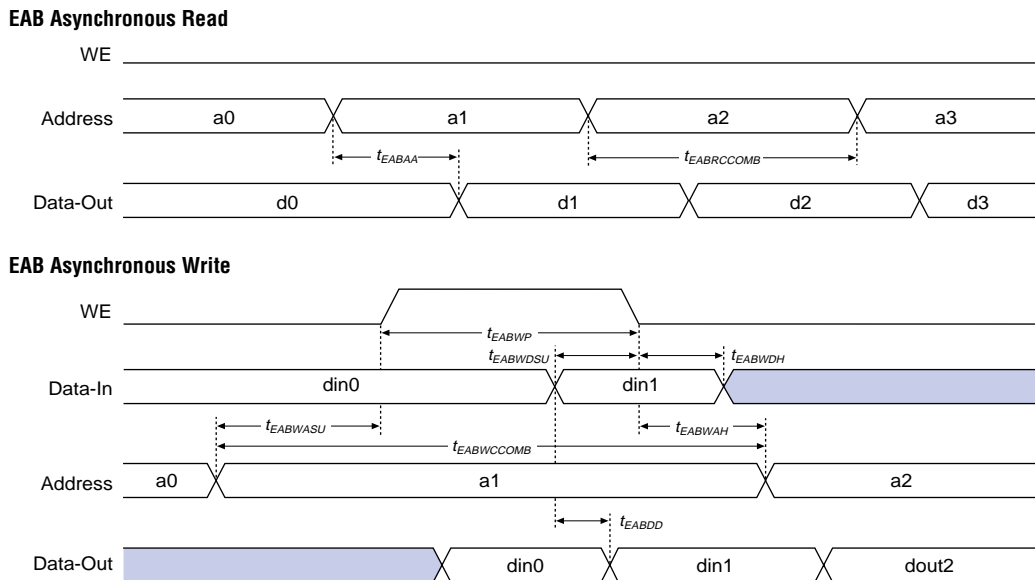 EAB Asynchronous Read
WE
Address a0 a1 a2 a3
tEABAA tEABRCCOMB
Data-Out d0 d1 d2 d3
EAB Asynchronous Write
WE
tEABWP
tEABWDSU tEABWDH
Data-In din0 din1
tEABWASU tEABWAH
tEABWCCOMB
Address a0 a1 a2
tEABDD
Data-Out din0 din1 dout2